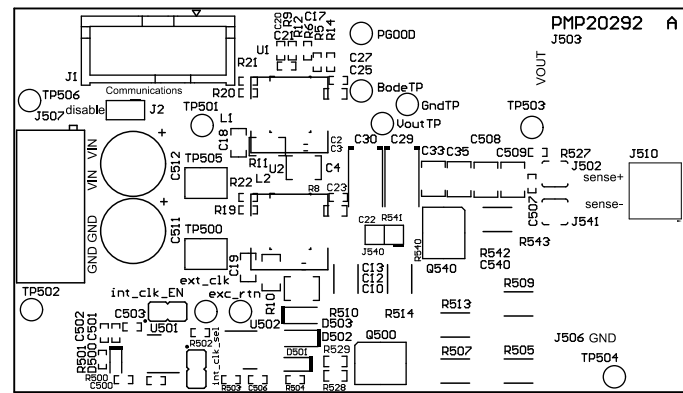 PMP20292 A
J503
VOUT
C20
C21
R9
R12
R6
C17
R5
R14
U1
PGOOD
J1
Communications
R21
R20
C27
C25
BodeTP
GndTP
VoutTP
TP506
J507
disable
J2
TP501
L1
TP503
VIN
VIN
C512
TP505
C18
R11
U2
L2
C2
C3
C4
C30
C29
C33
C35
C508
C509
R527
J502
J510
sense+
sense-
J541
C507
R22
R19
R8
C23
C22
R541
J540
R540
Q540
R542
C540
R543
GND GND
C511
TP500
C19
R10
C13
C12
C10
R509
TP502
ext_clk
int_clk_EN
exc_rtn
C503
U501
R502
int_clk_sel
U502
R510
D503
D502
R514
R513
C502
C501
R501
D500
R500
C500
R503
C506
D501
R504
R529
R528
Q500
R507
R505
J506 GND
TP504